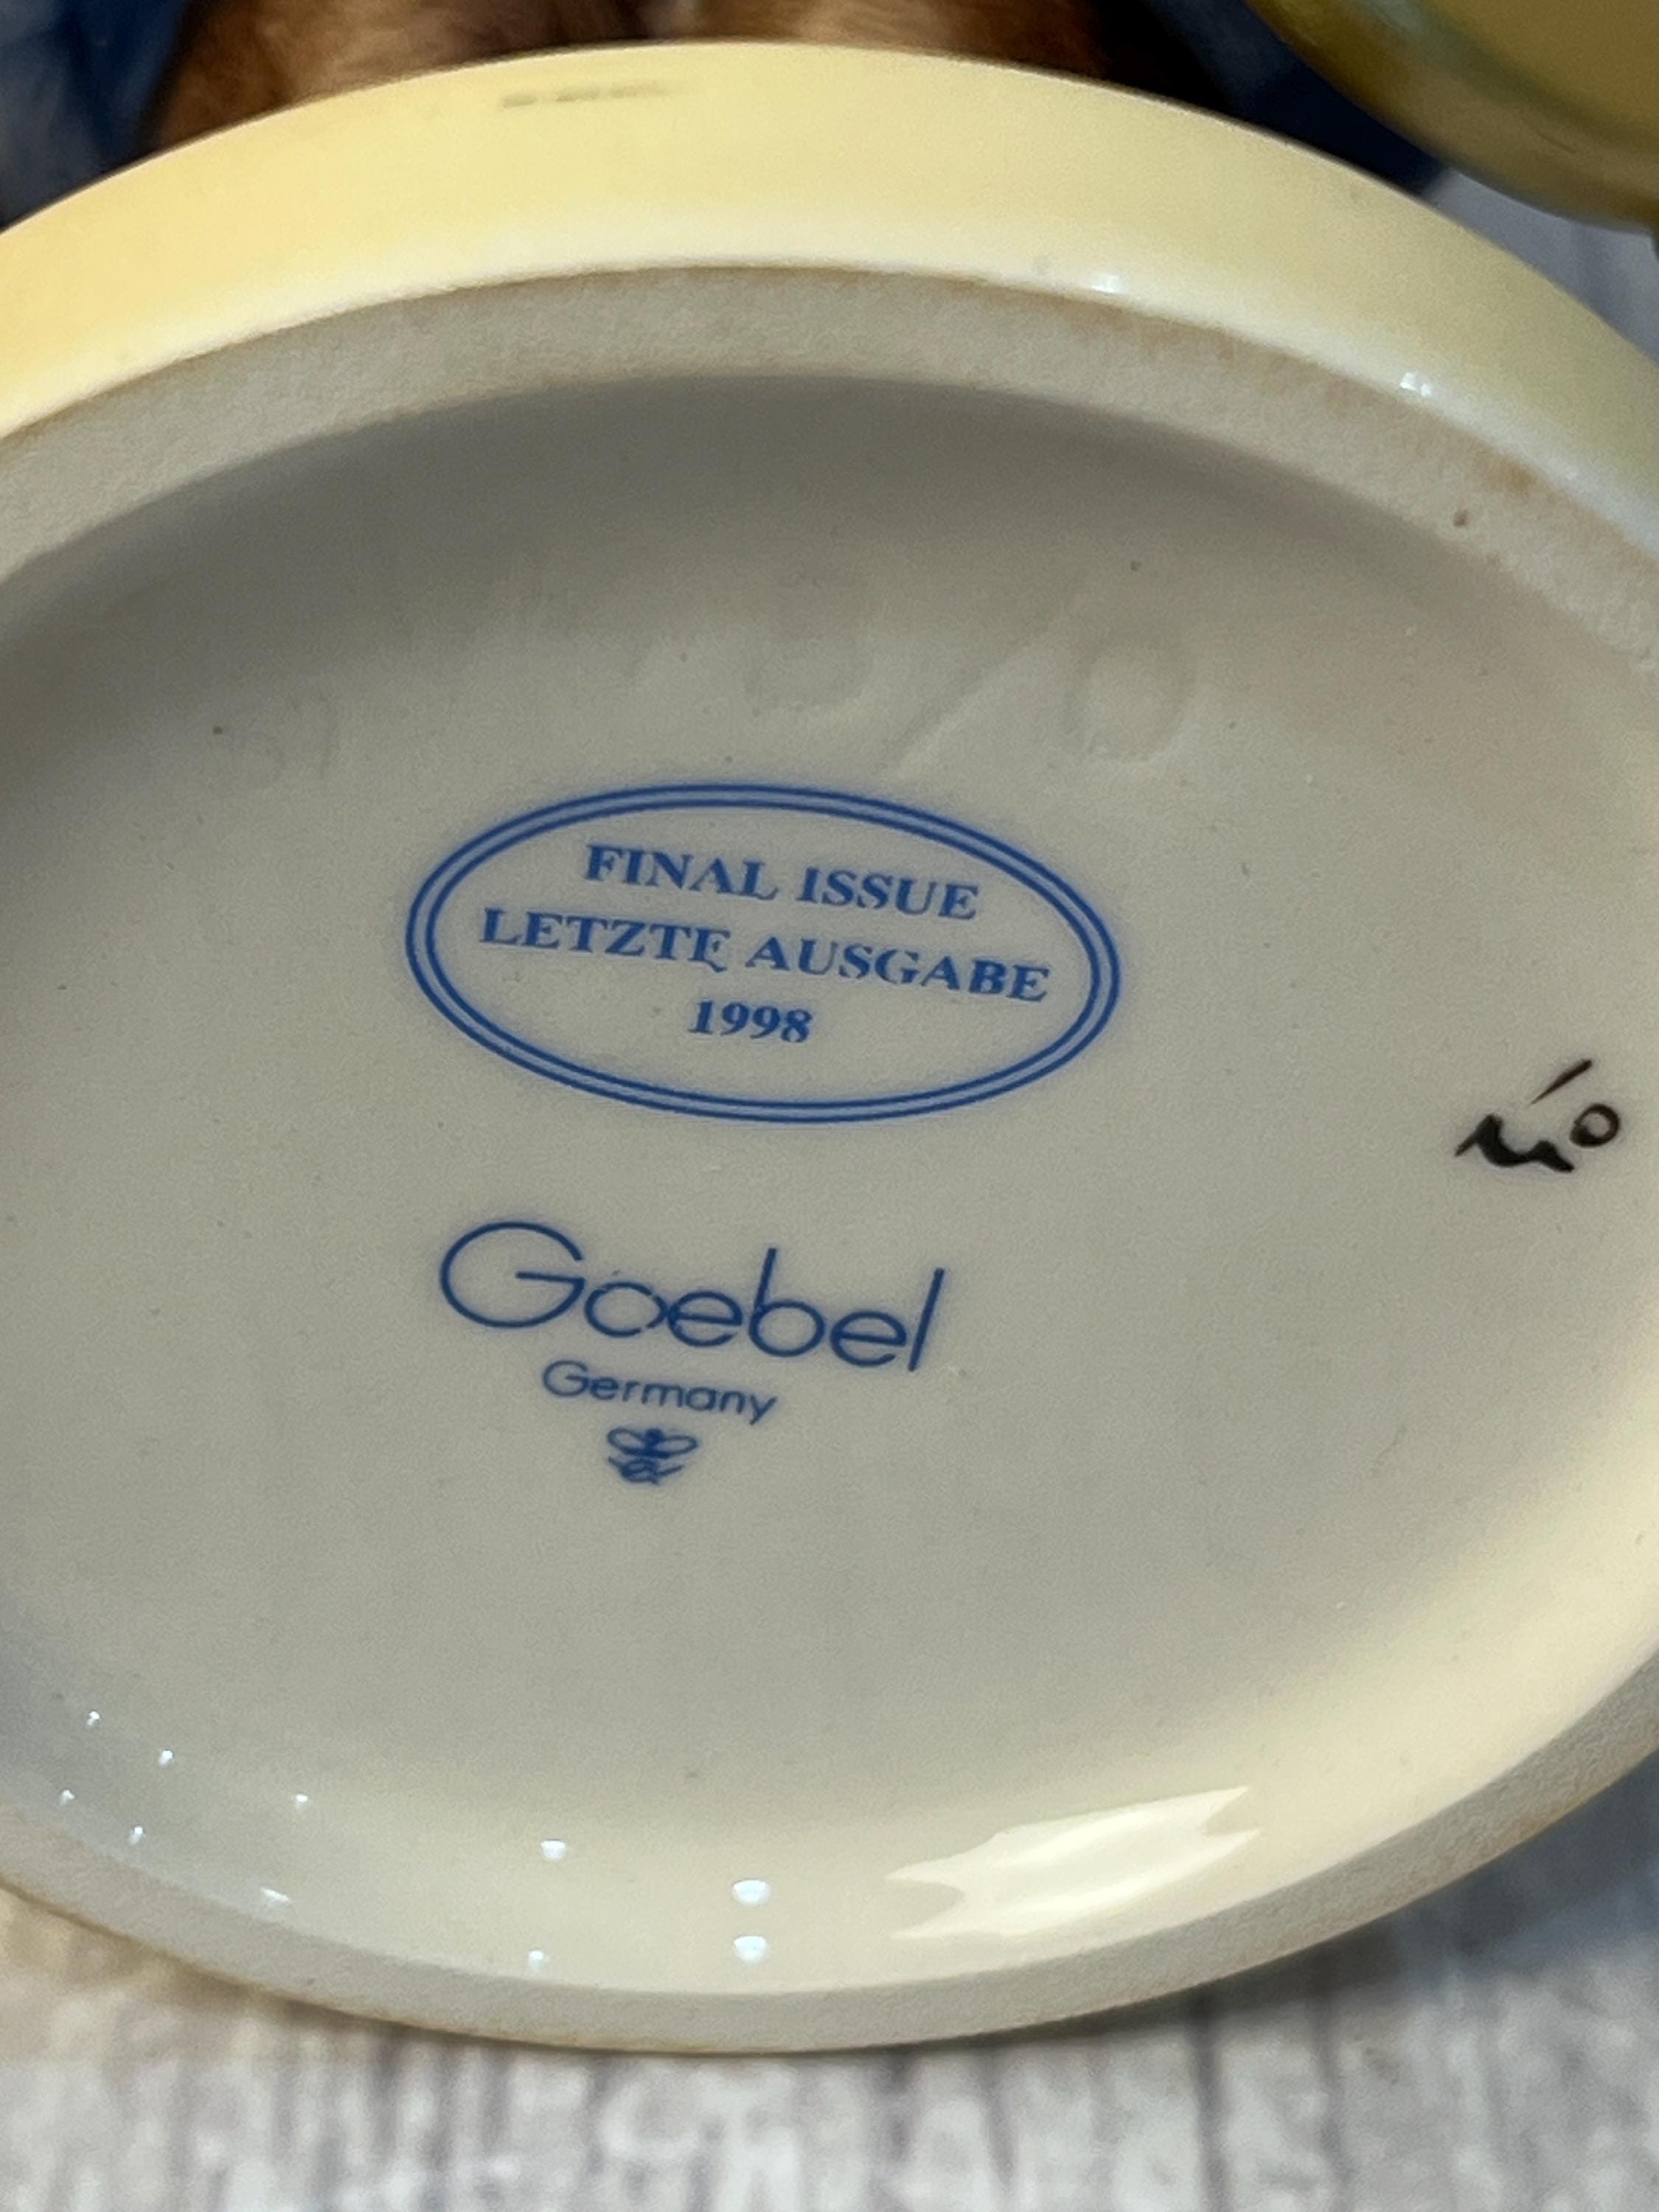 FINAL ISSUE
LETZTE AUSGABE
1998
Goebel
Germany